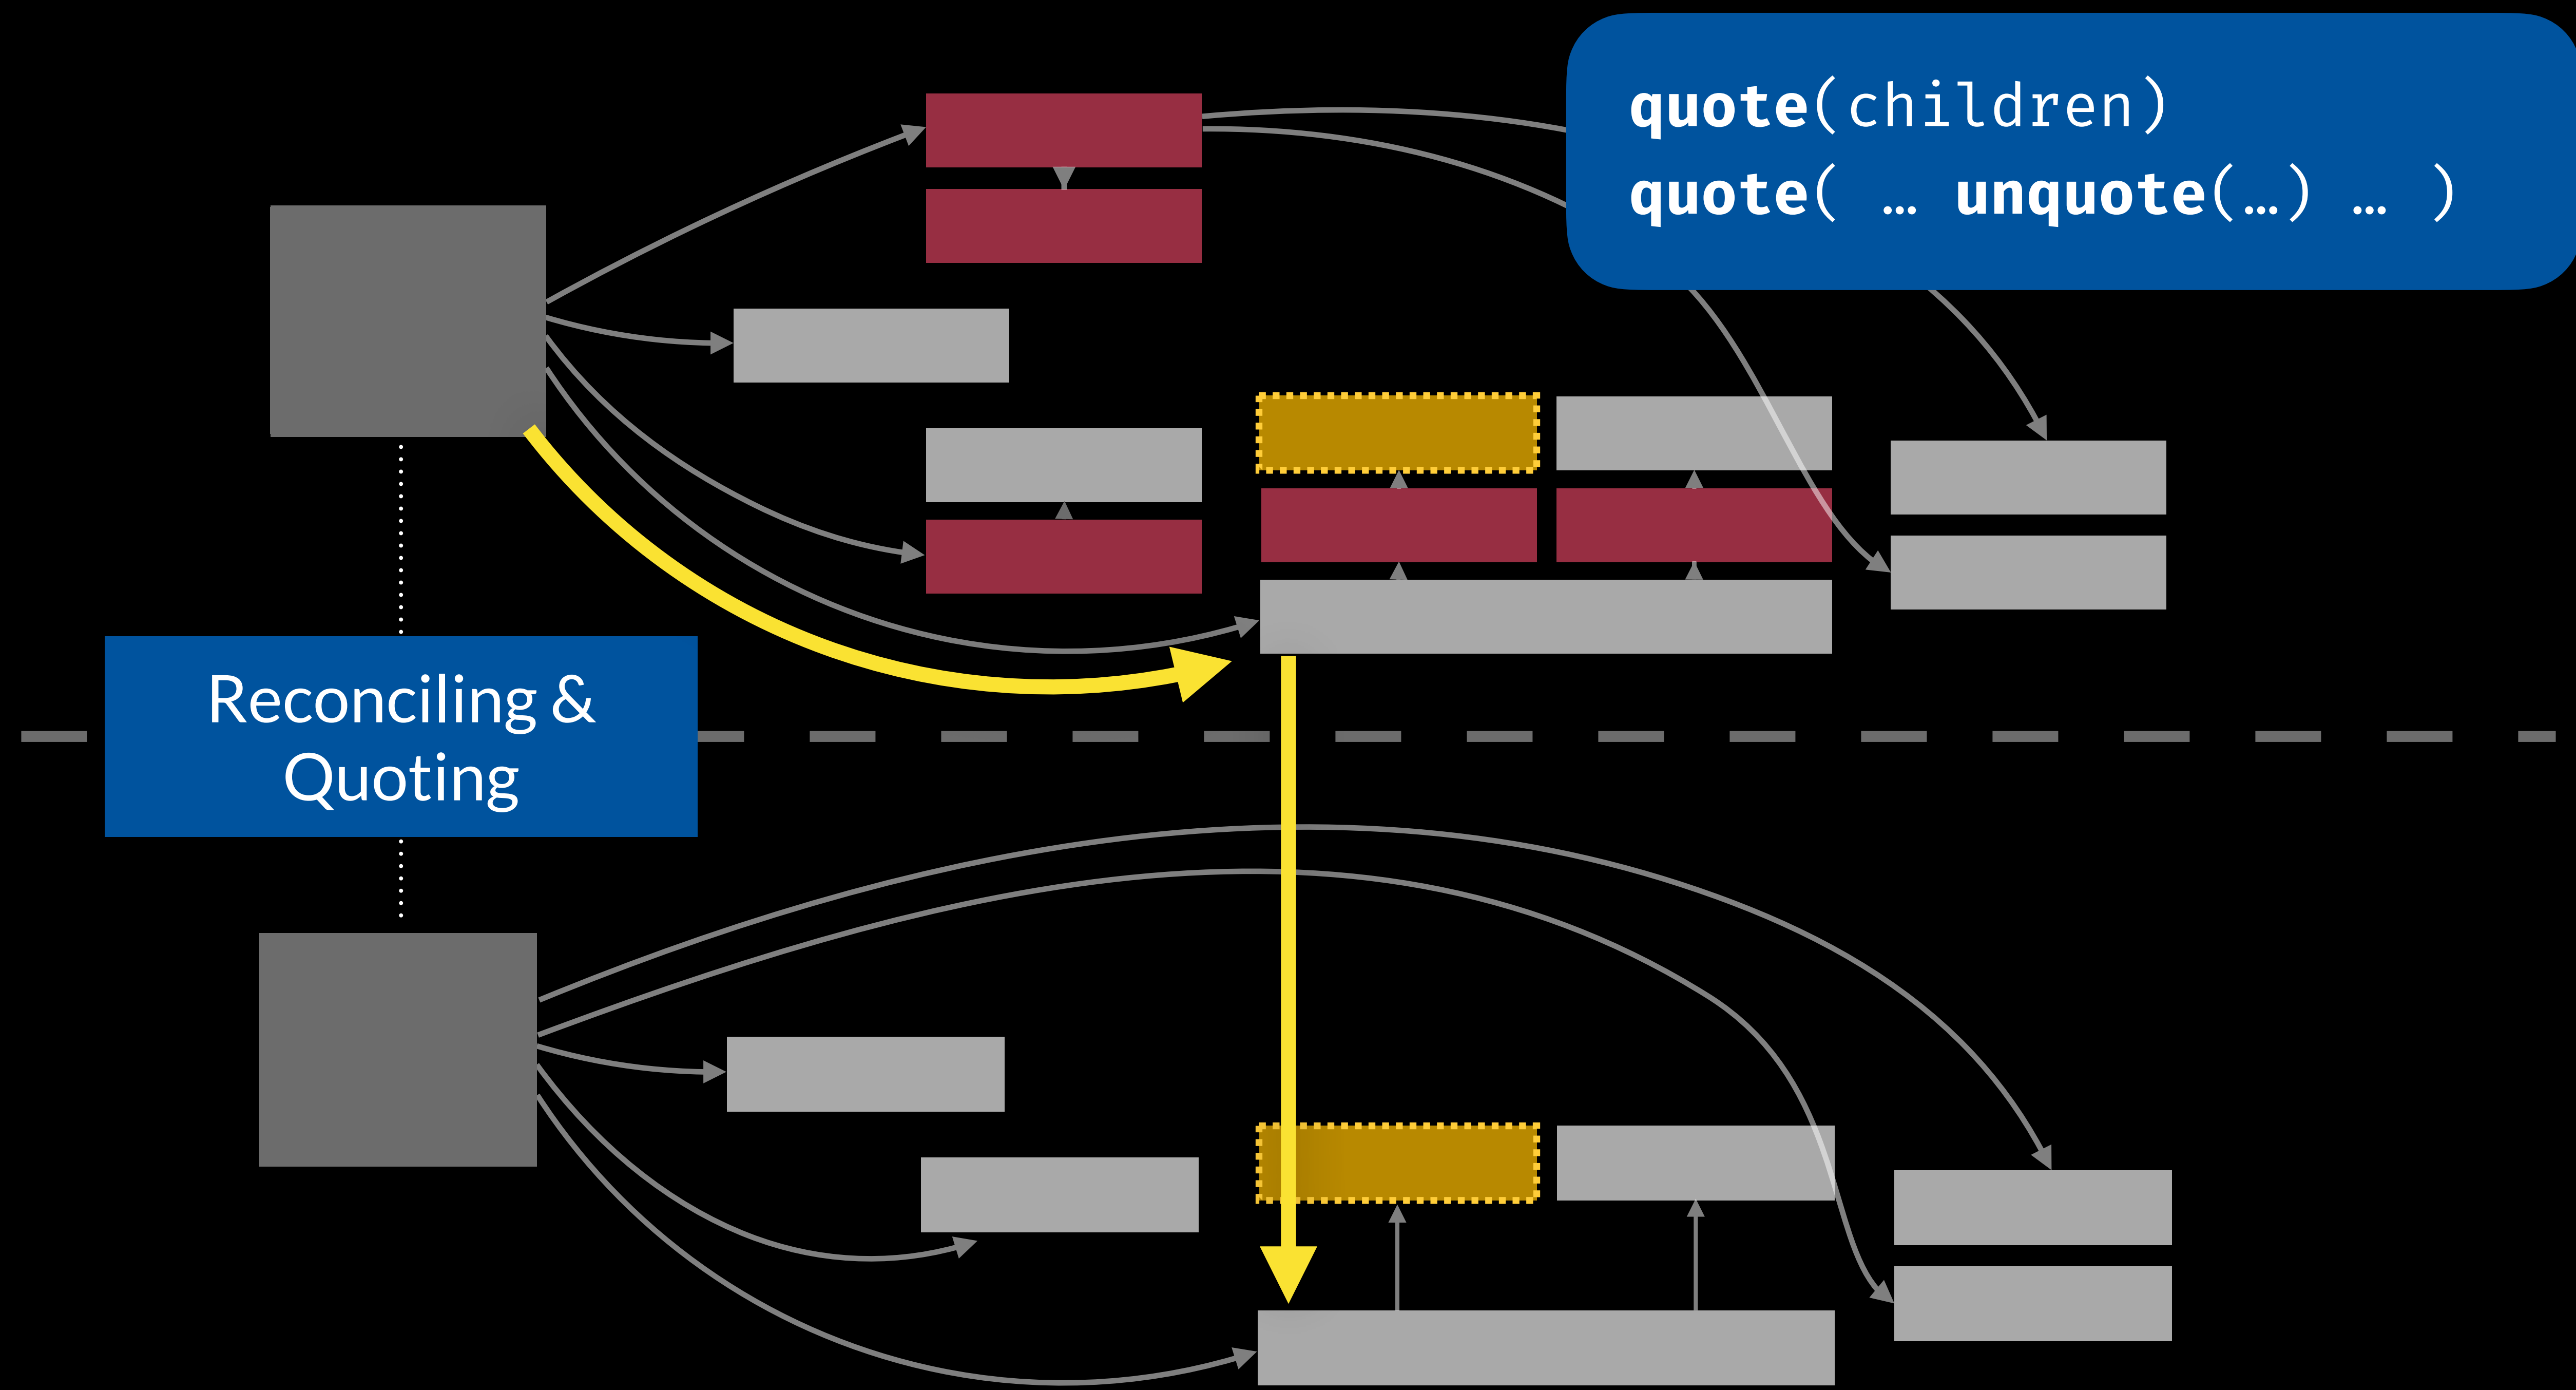 quote(children)
quote( … unquote(…) … )
Reconciling &
Quoting